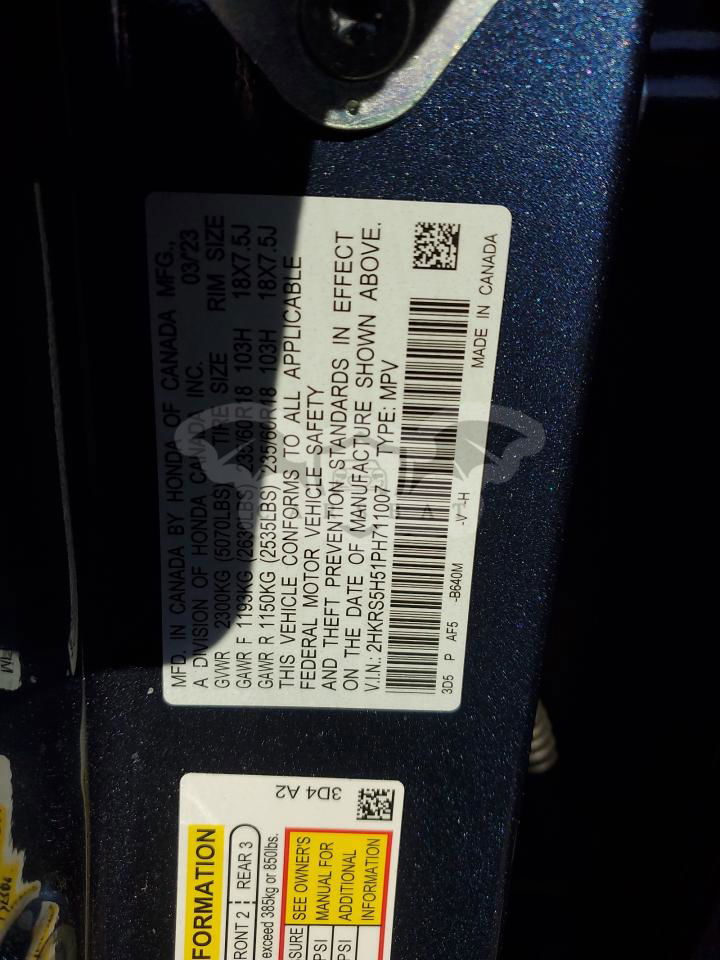 MFD. IN CANADA BY HONDA OF CANADA MFG.,
A DIVISION OF HONDA CANADA INC. 03/23
GVWR 2300KG (5070LBS) TIRE SIZE RIM SIZE
GAWR F 1193KG (2630LBS) 235/60R18 103H 18X7.5J
GAWR R 1150KG (2535LBS) 235/60R18 103H 18X7.5J
THIS VEHICLE CONFORMS TO ALL APPLICABLE
FEDERAL MOTOR VEHICLE SAFETY
AND THEFT PREVENTION STANDARDS IN EFFECT
ON THE DATE OF MANUFACTURE SHOWN ABOVE.
V.I.N.: 2HKRS5H51PH711007 TYPE: MPV
3D5 P AF5 -B640M
MADE IN CANADA
3D4 A2
FORMATION
RONT 2 REAR 3
exceed 385kg or 850lbs.
SURE SEE OWNER'S
PSI MANUAL FOR
PSI ADDITIONAL
INFORMATION